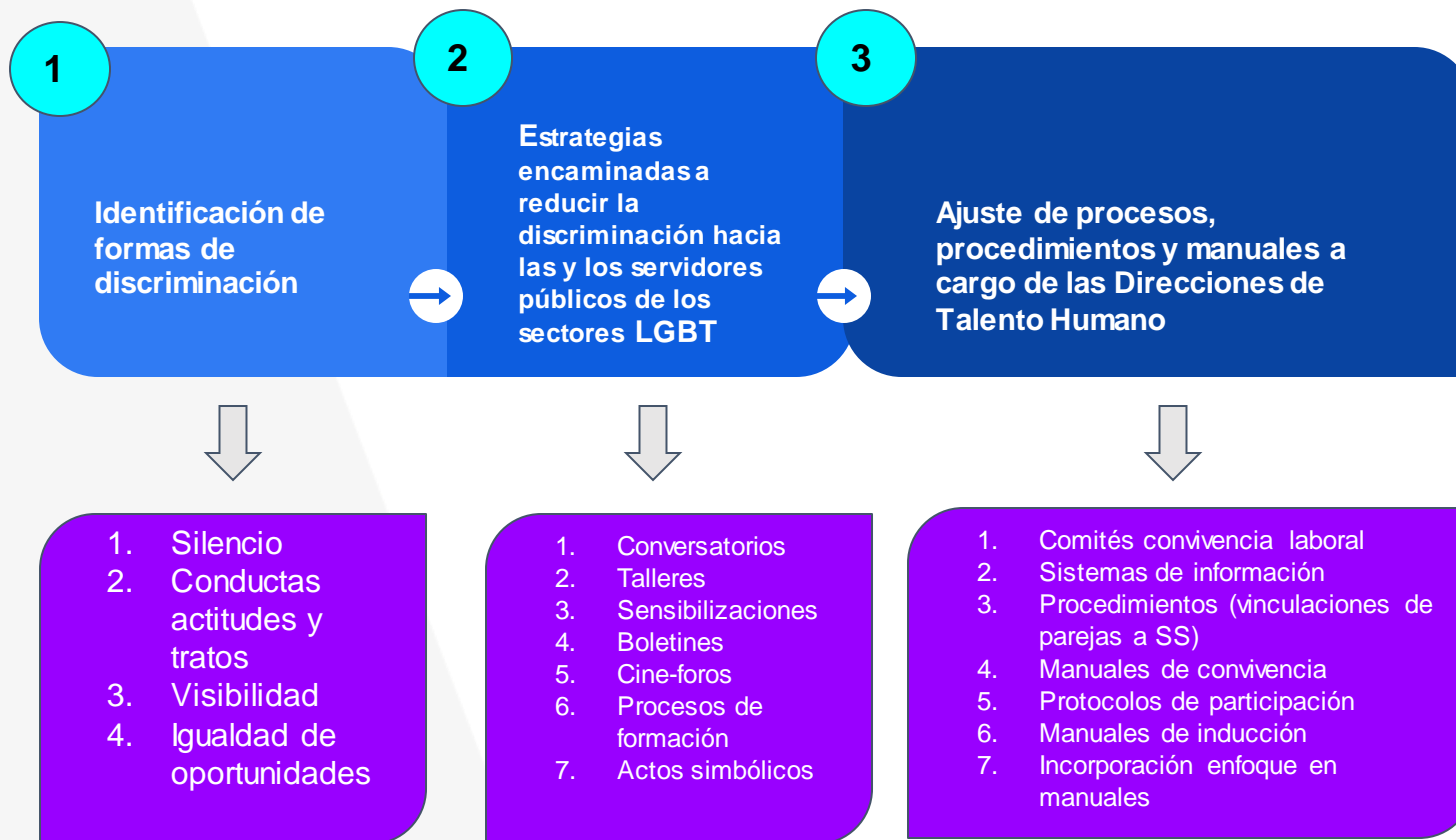 1
Identificación de
formas de
discriminación
2
Estrategias
encaminadas a
reducir la
discriminación hacia
las y los servidores
públicos de los
sectores LGBT
3
Ajuste de procesos,
procedimientos y manuales a
cargo de las Direcciones de
Talento Humano
1. Silencio
2. Conductas
actitudes y
tratos
3. Visibilidad
4. Igualdad de
oportunidades
1. Conversatorios
2. Talleres
3. Sensibilizaciones
4. Boletines
5. Cine-foros
6. Procesos de
formación
7. Actos simbólicos
1. Comités convivencia laboral
2. Sistemas de información
3. Procedimientos (vinculaciones de
parejas a SS)
4. Manuales de convivencia
5. Protocolos de participación
6. Manuales de inducción
7. Incorporación enfoque en
manuales